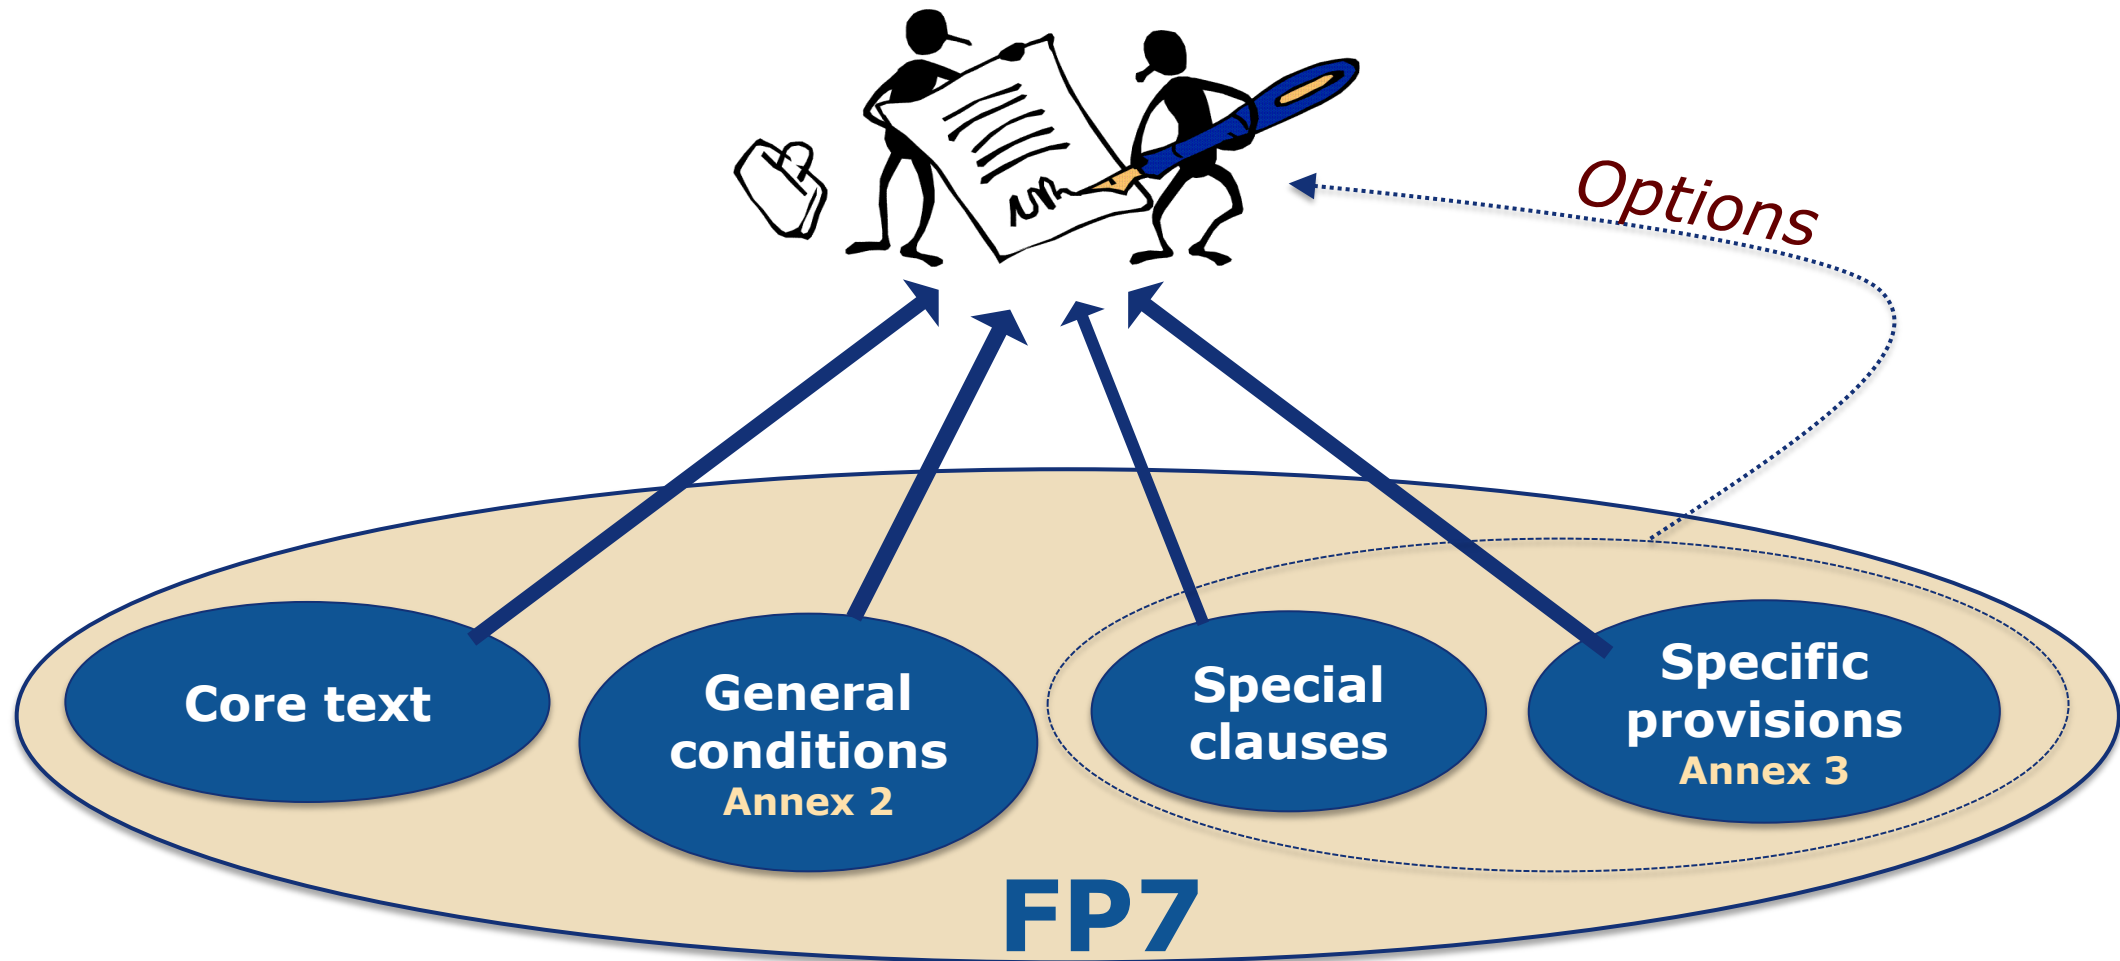 Options
Core text
General
conditions
Annex 2
Special
clauses
Specific
provisions
Annex 3
FP7